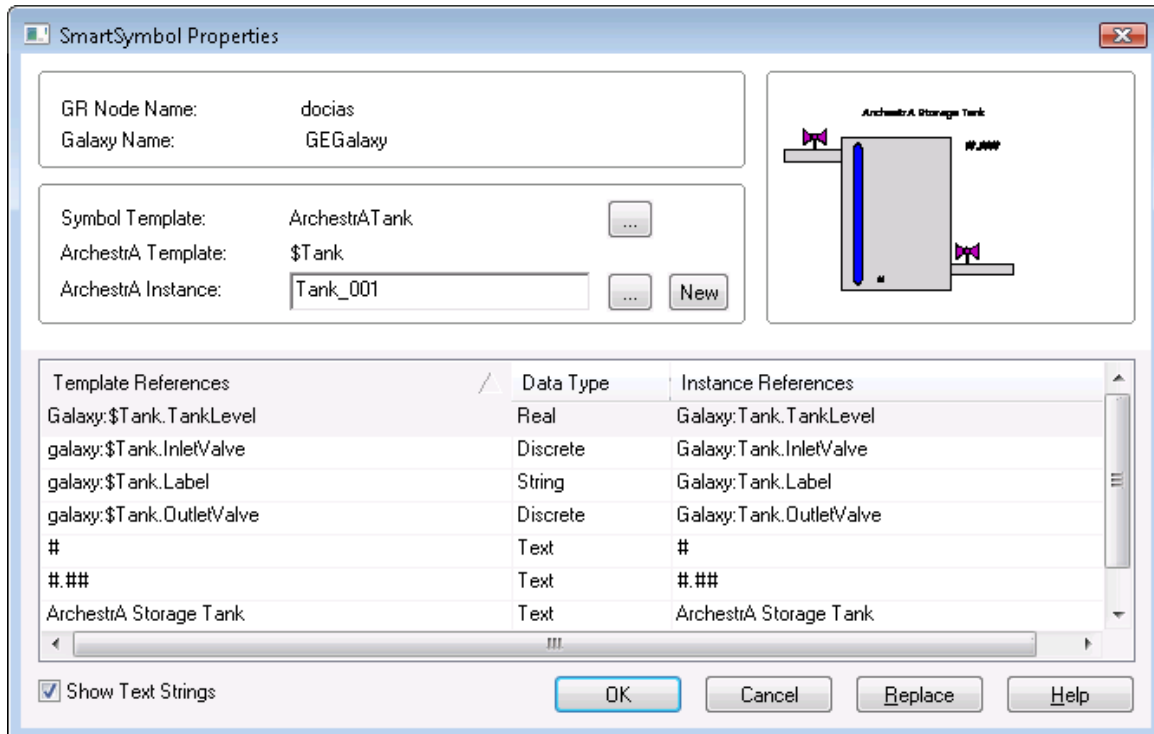 SmartSymbol Properties
GR Node Name: docias
Galaxy Name: GEGalaxy
ArchestrA Storage Tank
#.###
#
Symbol Template: ArchestrATank ...
ArchestrA Template: $Tank
ArchestrA Instance: Tank_001 ... New
Template References Data Type Instance References
Galaxy:$Tank.TankLevel Real Galaxy:Tank.TankLevel
galaxy:$Tank.InletValve Discrete Galaxy:Tank.InletValve
galaxy:$Tank.Label String Galaxy:Tank.Label
galaxy:$Tank.OutletValve Discrete Galaxy:Tank.OutletValve
# Text #
#.## Text #.##
ArchestrA Storage Tank Text ArchestrA Storage Tank
Show Text Strings OK Cancel Replace Help